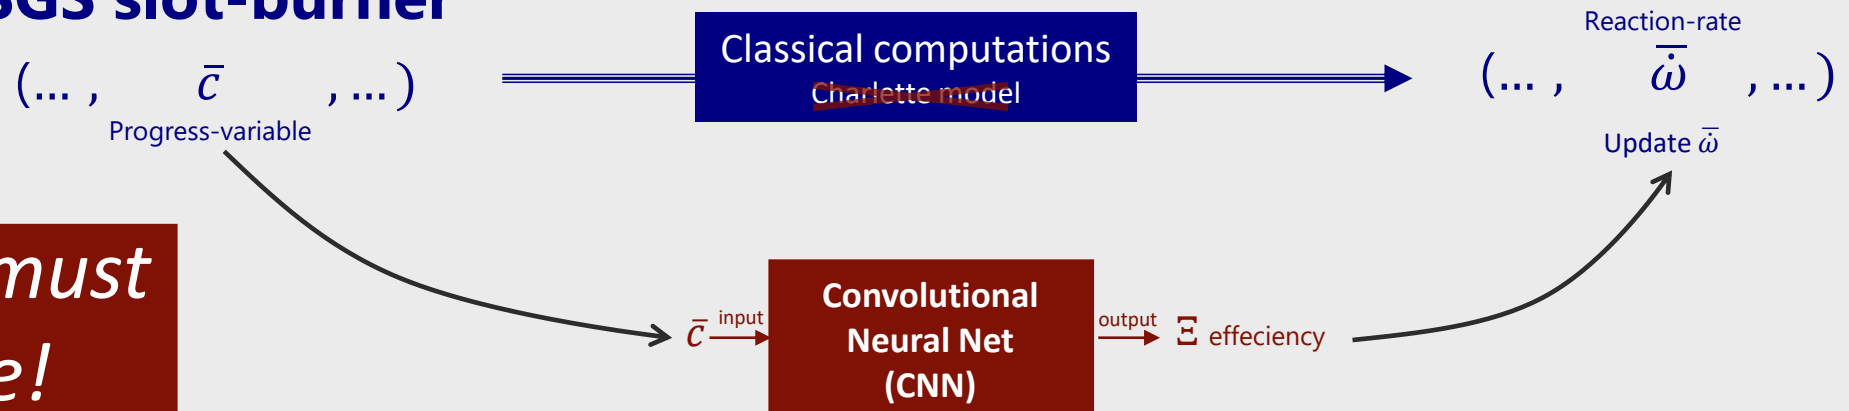 SGS slot-burner
Reaction-rate
Classical computations
Charlette model
(... , c̅ , ...)
(... , ω̇̅ , ...)
Progress-variable
Update ω̇̅
must
e!
c̅ input
Convolutional
Neural Net
(CNN)
output Ξ effeciency